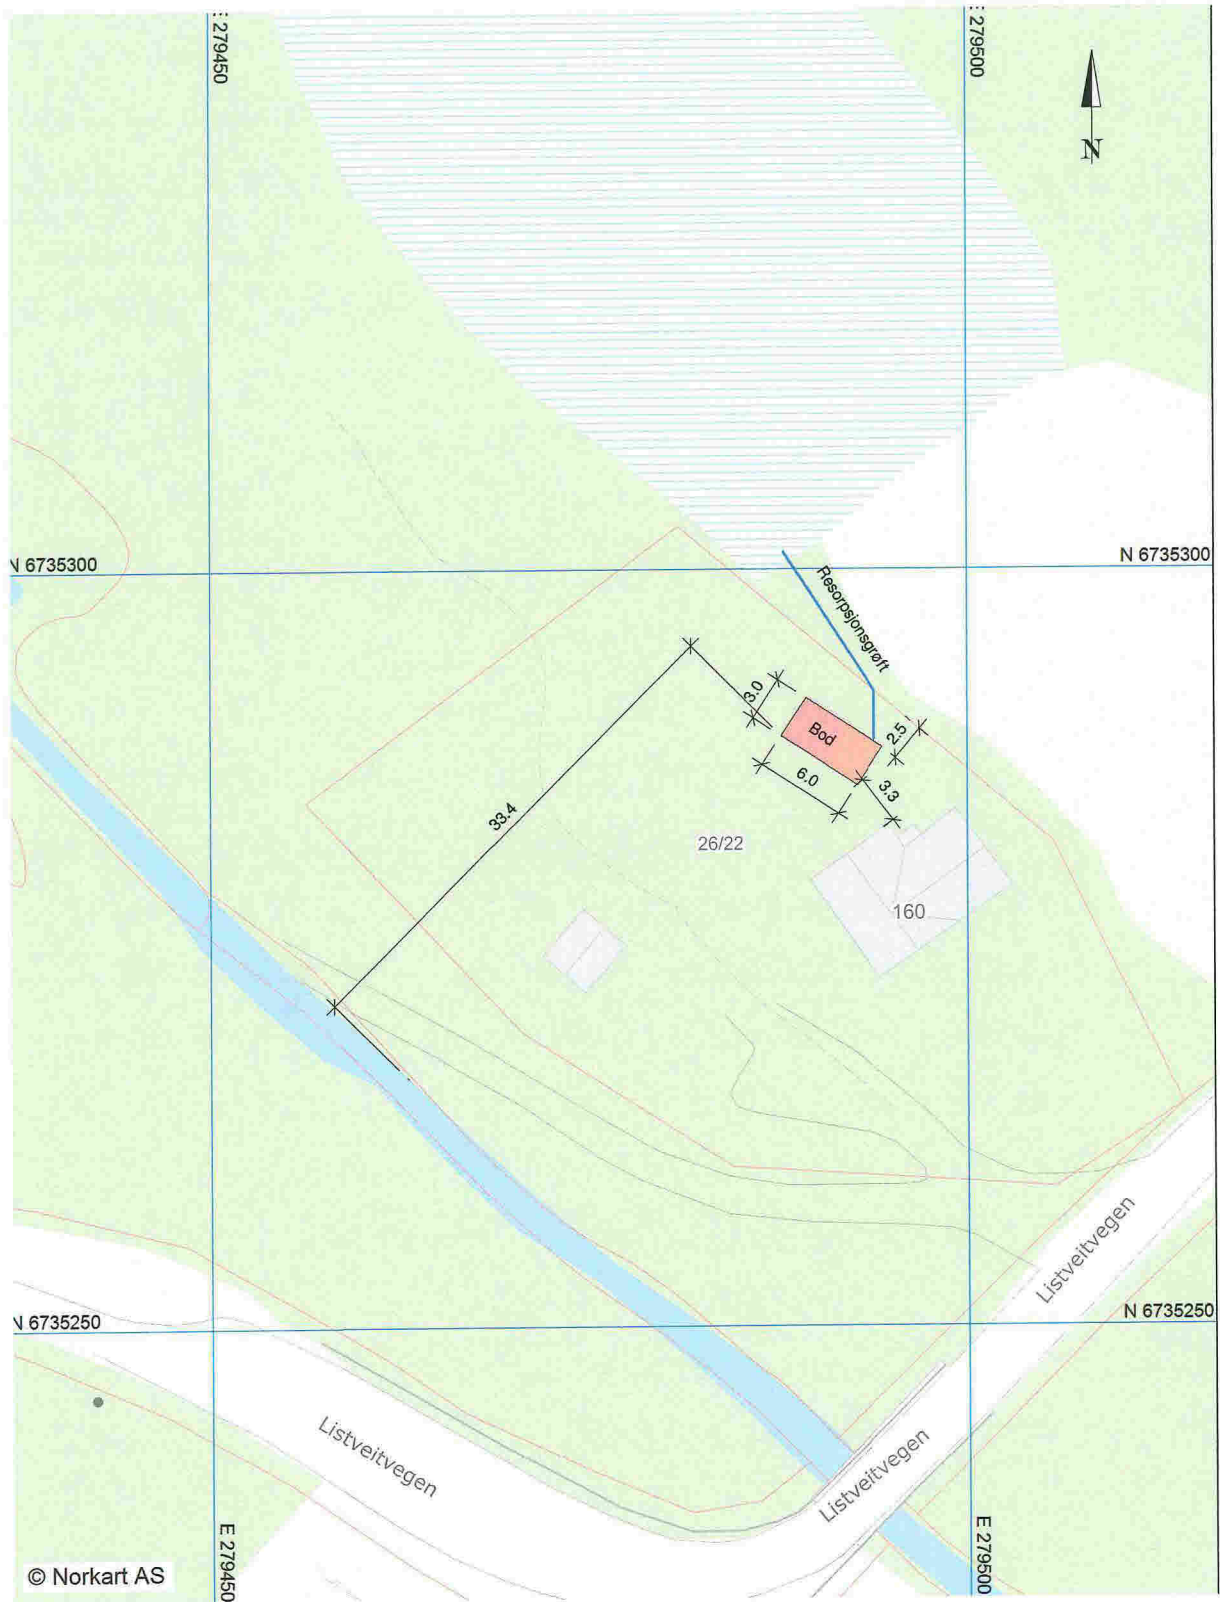 E 279450
E 279500
N
N 6735300
N 6735300
Resorpsjonsgrøft
3.0
Bod
2.5
6.0
3.3
33.4
26/22
160
Listveitvegen
N 6735250
N 6735250
Listveitvegen
Listveitvegen
E 279450
E 279500
© Norkart AS